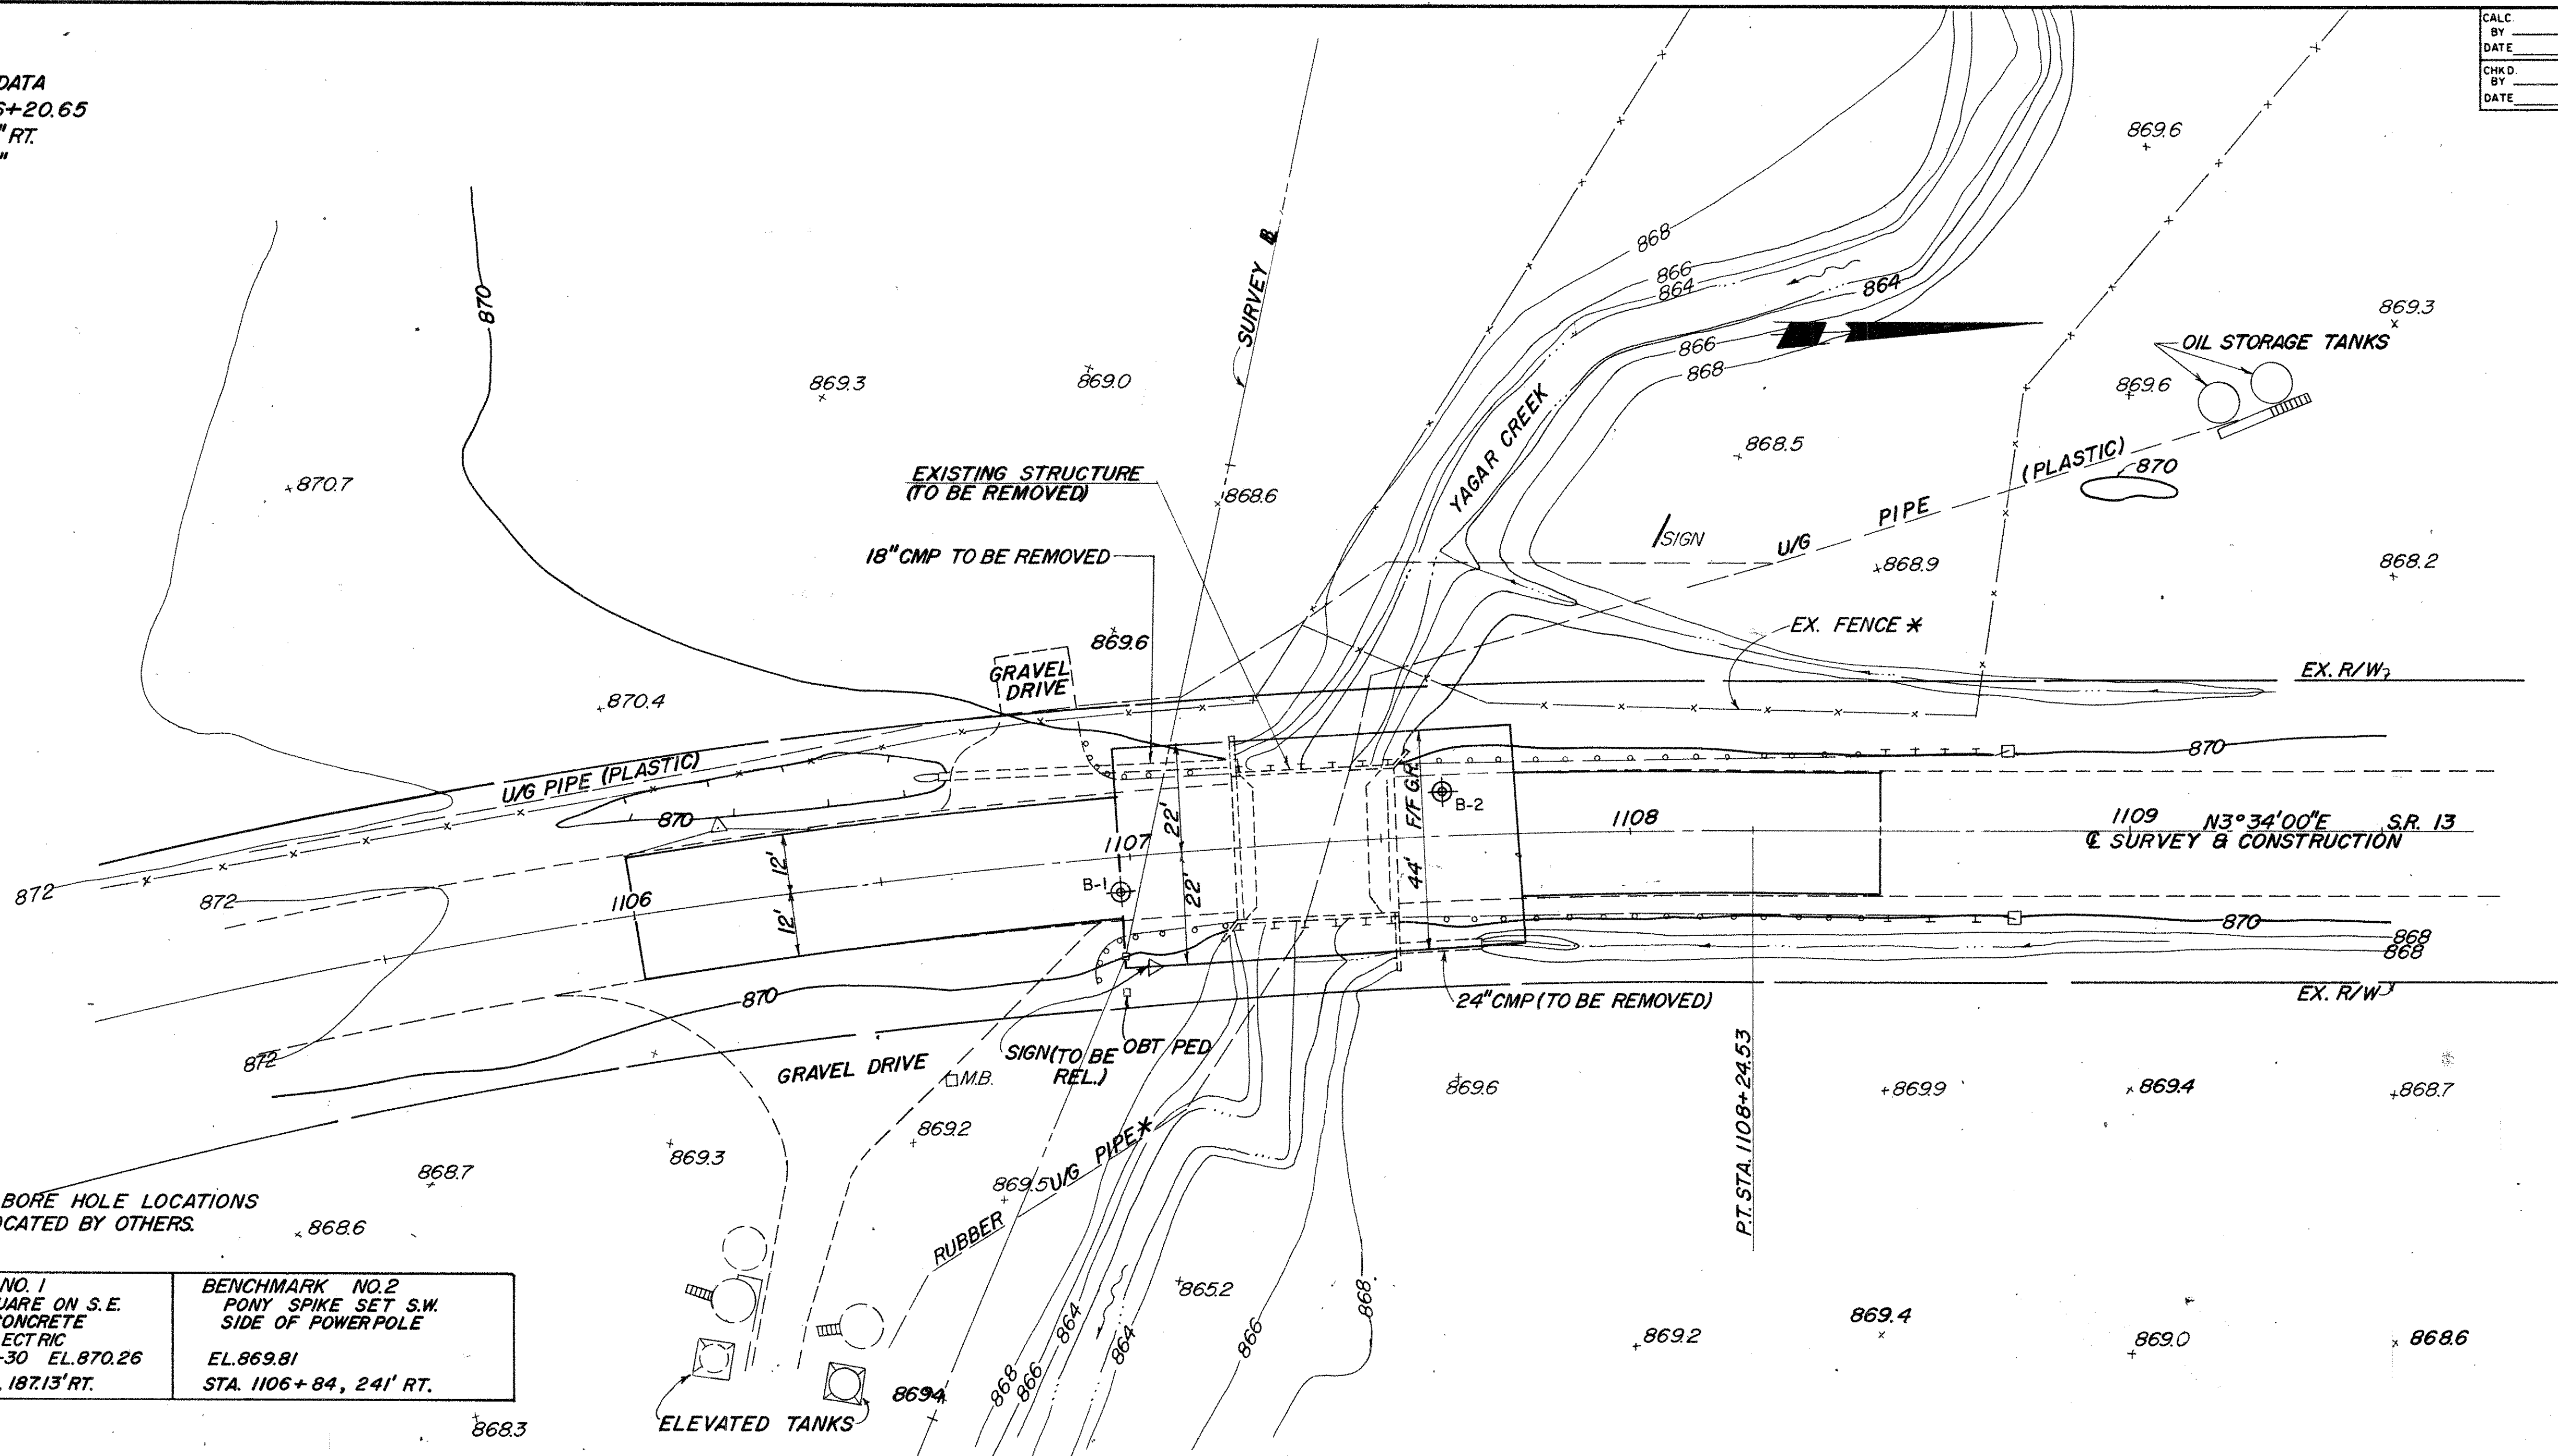 DATA
6+20.65
" RT.
"
CALC.
BY
DATE
CHKD.
BY
DATE
869.6
868
866
864
864
866
868
869.3
OIL STORAGE TANKS
869.6
870
SURVEY
869.3
869.0
YAGAR CREEK
868.5
(PLASTIC)
870
870.7
EXISTING STRUCTURE
(TO BE REMOVED)
868.6
PIPE
SIGN
U/G
18" CMP TO BE REMOVED
868.9
868.2
869.6
EX. FENCE *
GRAVEL
DRIVE
EX. R/W
870.4
870
U/G PIPE (PLASTIC)
870
22'
F/F G.R.
B-2
1107
1108
1109
N3°34'00"E
S.R. 13
℄ SURVEY & CONSTRUCTION
12'
B-1
22'
44'
872
872
1106
12'
870
868
868
870
24" CMP (TO BE REMOVED)
EX. R/W
872
GRAVEL DRIVE
SIGN (TO BE
REL.)
OBT PED
M.B.
869.6
869.9
869.4
868.7
P.T. STA. 1108+24.53
869.2
869.3
868.7
869.5
RUBBER U/G PIPE *
BORE HOLE LOCATIONS
OCATED BY OTHERS.
868.6
865.2
NO. 1
UARE ON S.E.
ONCRETE
ECTRIC
-30 EL. 870.26
187.13' RT.
BENCHMARK NO. 2
PONY SPIKE SET S.W.
SIDE OF POWER POLE
EL. 869.81
STA. 1106+84, 241' RT.
868
866
864
864
866
868
869.2
869.4
869.0
868.6
869.4
ELEVATED TANKS
868.3